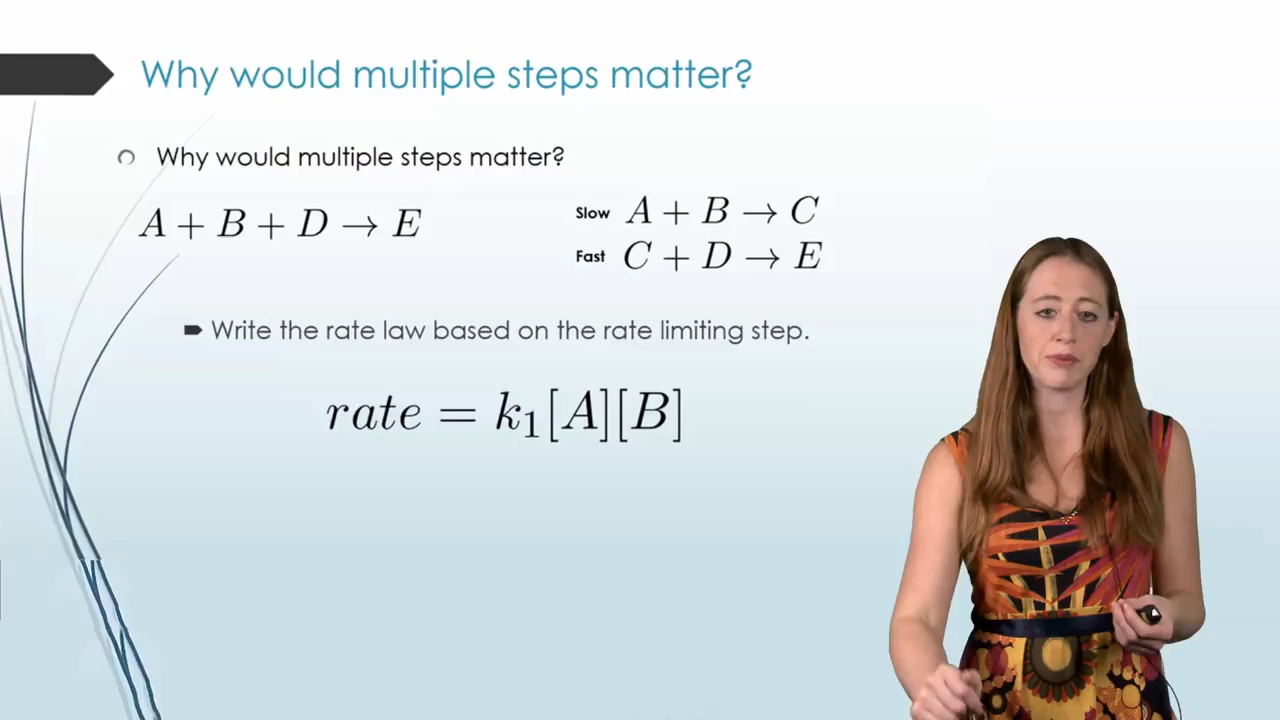 Why would multiple steps matter?
Why would multiple steps matter?
A + B + D → E
Slow A + B → C
Fast C + D → E
Write the rate law based on the rate limiting step.
rate = k₁[A][B]